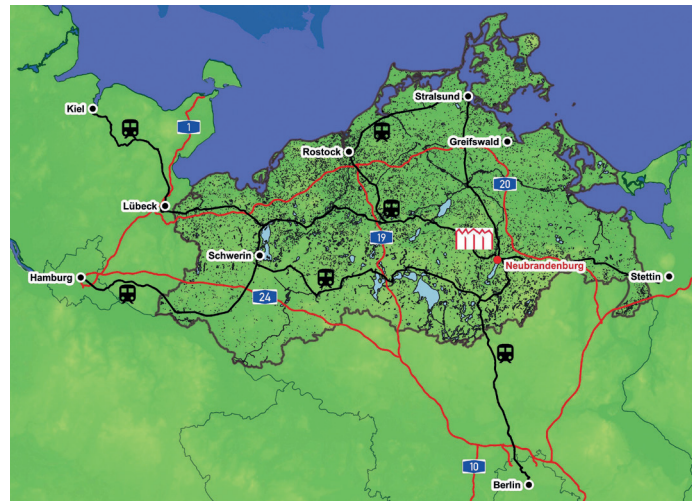 Kiel
1
Stralsund
Rostock
Greifswald
20
Lübeck
19
Schwerin
Neubrandenburg
Hamburg
Stettin
24
10
Berlin